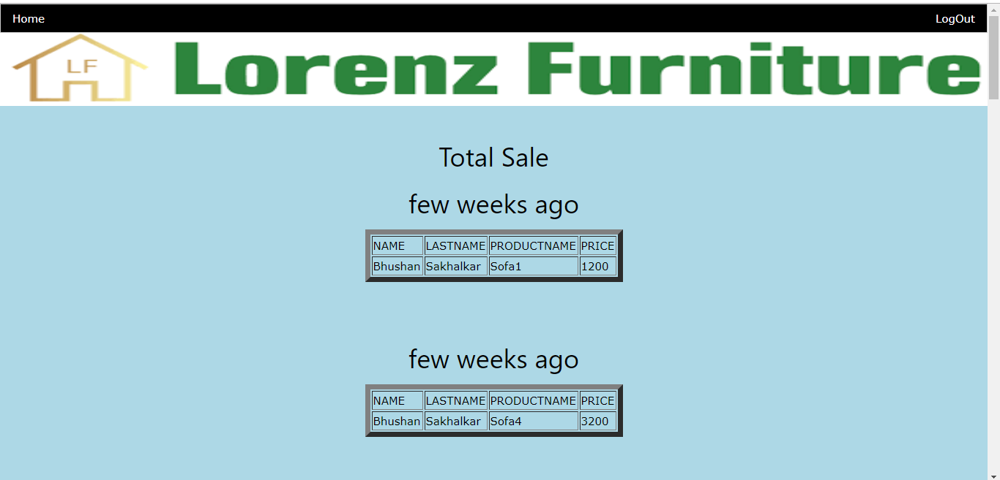 Home LogOut
LF Lorenz Furniture
Total Sale
few weeks ago
NAME LASTNAME PRODUCTNAME PRICE
Bhushan Sakhalkar Sofa1 1200
few weeks ago
NAME LASTNAME PRODUCTNAME PRICE
Bhushan Sakhalkar Sofa4 3200